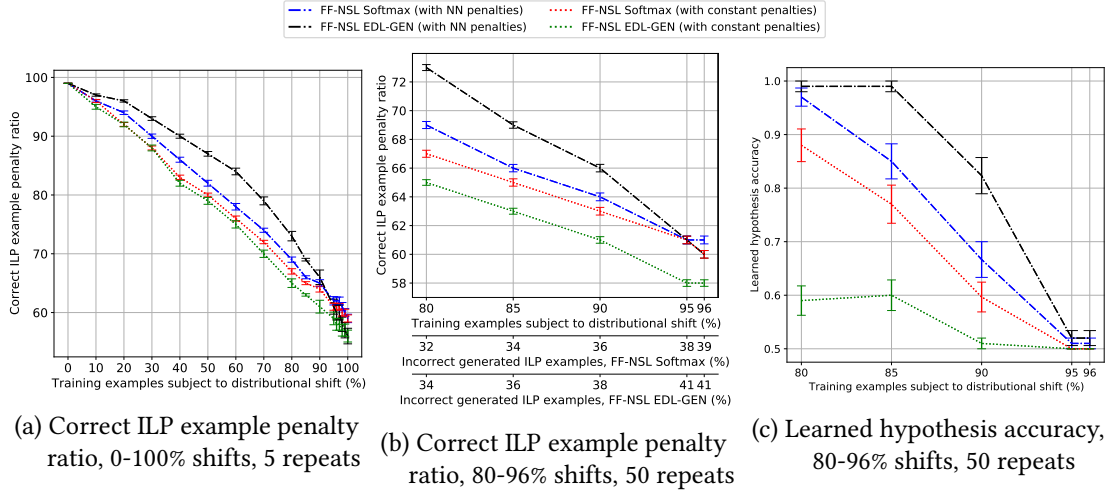 FF-NSL Softmax (with NN penalties)
FF-NSL EDL-GEN (with NN penalties)
FF-NSL Softmax (with constant penalties)
FF-NSL EDL-GEN (with constant penalties)
Correct ILP example penalty ratio
100
90
80
70
60
0 10 20 30 40 50 60 70 80 90 100
Training examples subject to distributional shift (%)
(a) Correct ILP example penalty
ratio, 0-100% shifts, 5 repeats
Correct ILP example penalty ratio
72
70
68
66
64
62
60
58
80 85 90 95 96
Training examples subject to distributional shift (%)
32 34 36 38 39
Incorrect generated ILP examples, FF-NSL Softmax (%)
34 36 38 41 41
Incorrect generated ILP examples, FF-NSL EDL-GEN (%)
(b) Correct ILP example penalty
ratio, 80-96% shifts, 50 repeats
Learned hypothesis accuracy
1.0
0.9
0.8
0.7
0.6
0.5
80 85 90 95 96
Training examples subject to distributional shift (%)
(c) Learned hypothesis accuracy,
80-96% shifts, 50 repeats